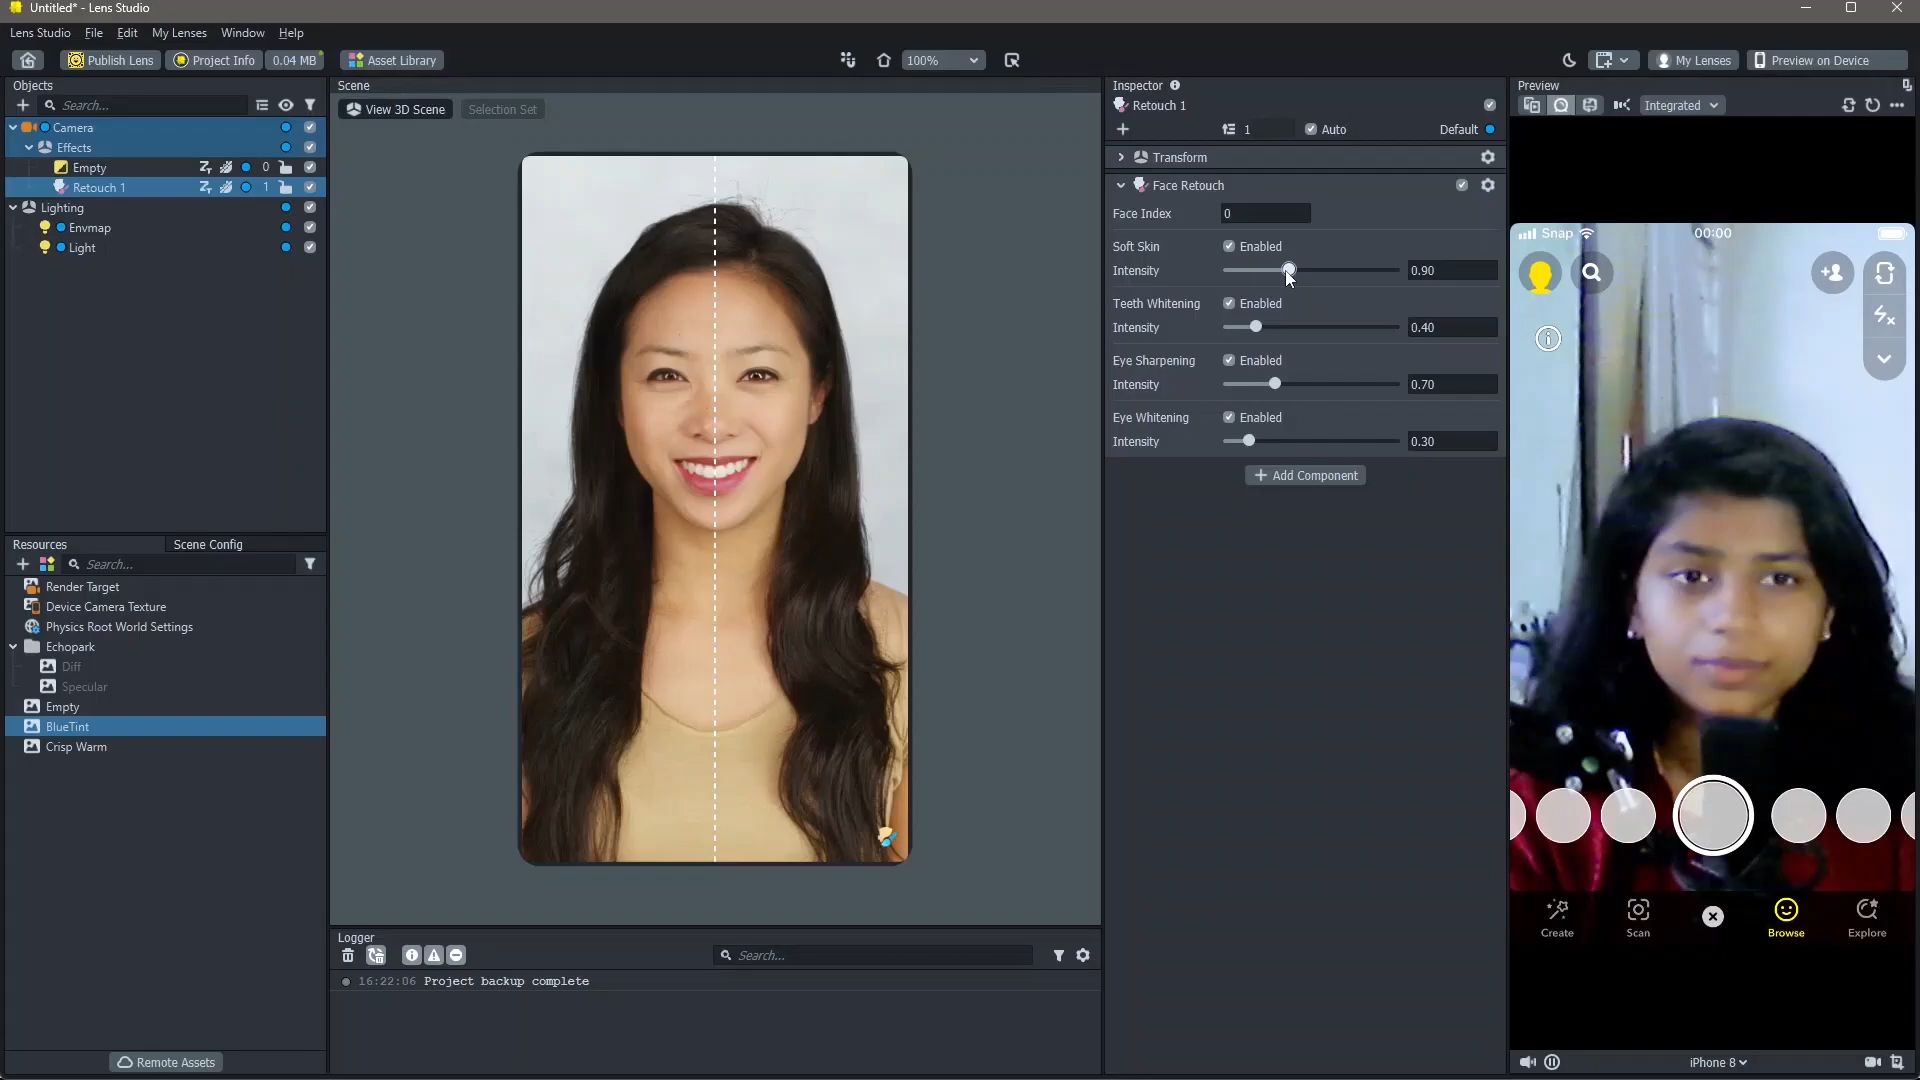 Untitled* - Lens Studio
Lens Studio File Edit My Lenses Window Help
Publish Lens Project Info 0.04 MB Asset Library 100% My Lenses Preview on Device
Objects
Search...
Camera
Effects
Empty 0
Retouch 1 1
Lighting
Envmap
Light
Resources Scene Config
Search...
Render Target
Device Camera Texture
Physics Root World Settings
Echopark
Diff
Specular
Empty
BlueTint
Crisp Warm
Remote Assets
Scene
View 3D Scene Selection Set
Logger
Search...
16:22:06 Project backup complete
Inspector
Retouch 1
1 Auto Default
Transform
Face Retouch
Face Index 0
Soft Skin Enabled
Intensity 0.90
Teeth Whitening Enabled
Intensity 0.40
Eye Sharpening Enabled
Intensity 0.70
Eye Whitening Enabled
Intensity 0.30
+ Add Component
Preview
Integrated
Snap 00:00
Create Scan Browse Explore
iPhone 8